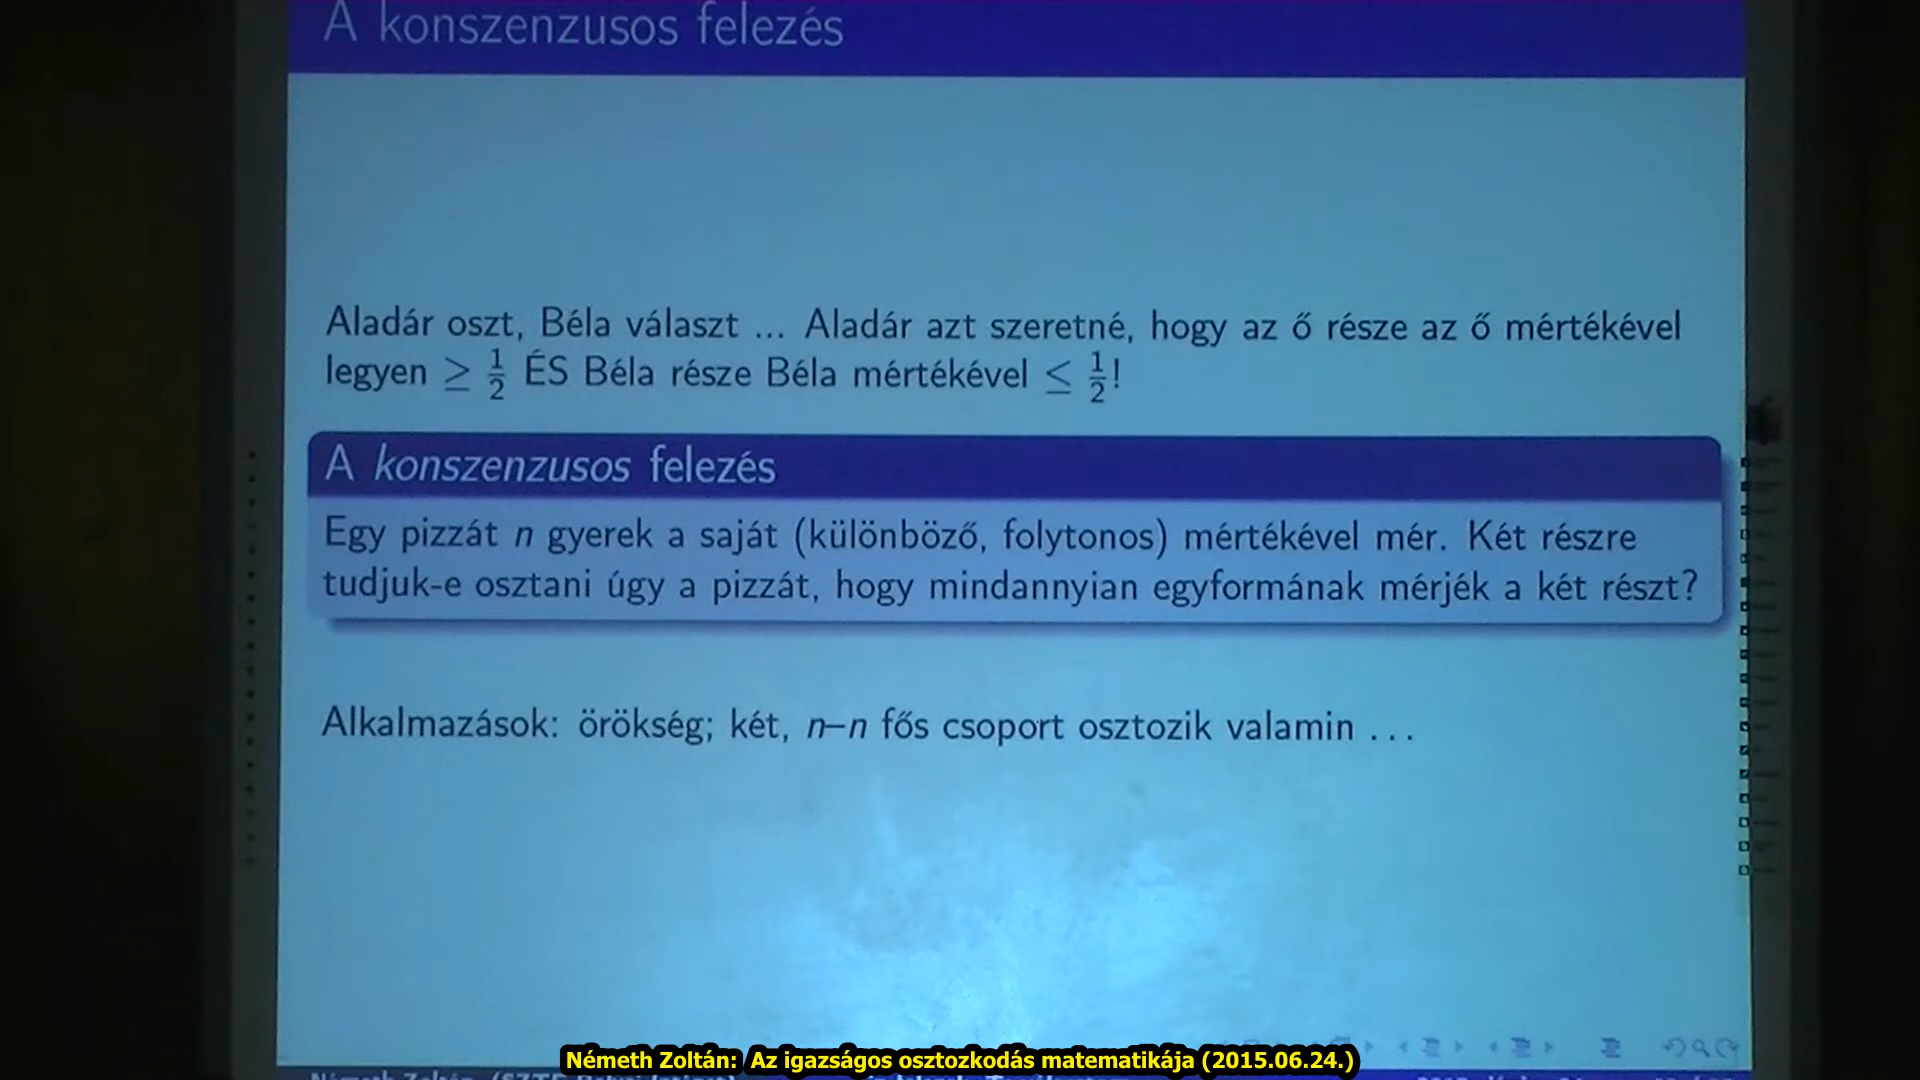 A konszenzusos felezés
Aladár oszt, Béla választ ... Aladár azt szeretné, hogy az ő része az ő mértékével
legyen ≥ 1/2 ÉS Béla része Béla mértékével ≤ 1/2!
A konszenzusos felezés
Egy pizzát n gyerek a saját (különböző, folytonos) mértékével mér. Két részre
tudjuk-e osztani úgy a pizzát, hogy mindannyian egyformának mérjék a két részt?
Alkalmazások: örökség; két, n–n fős csoport osztozik valamin ...
Németh Zoltán: Az igazságos osztozkodás matematikája (2015.06.24.)